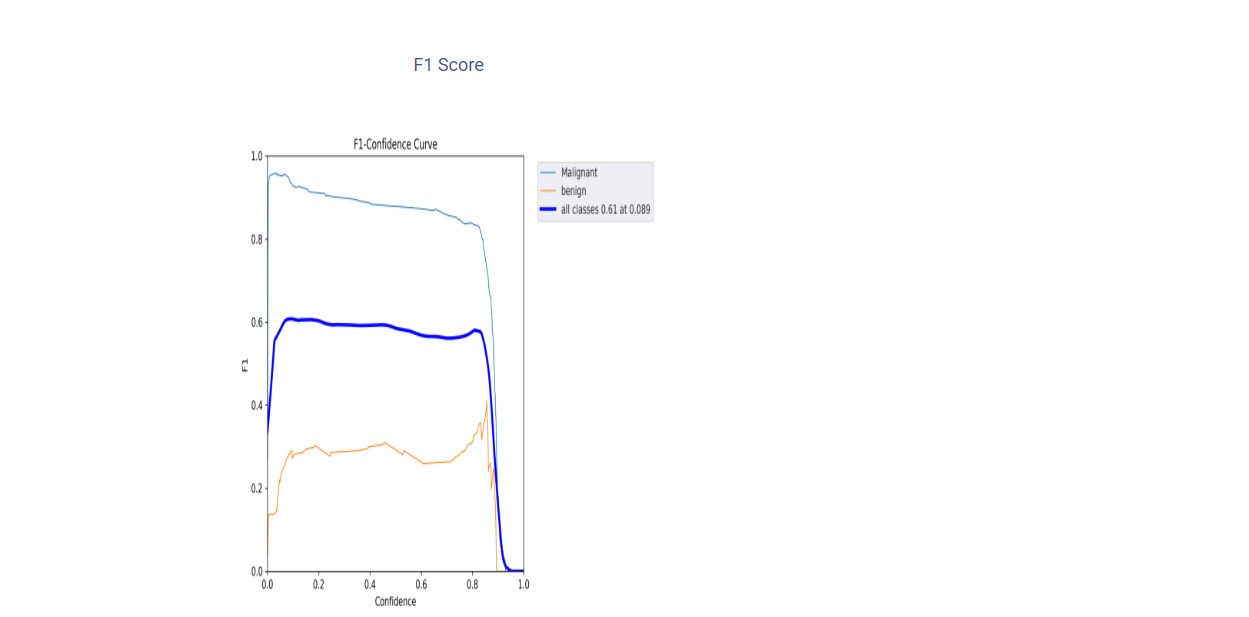 F1 Score
F1-Confidence Curve
1.0
0.8
0.6
0.4
0.2
0.0
F1
0.0 0.2 0.4 0.6 0.8 1.0
Confidence
Malignant
benign
all classes 0.61 at 0.089